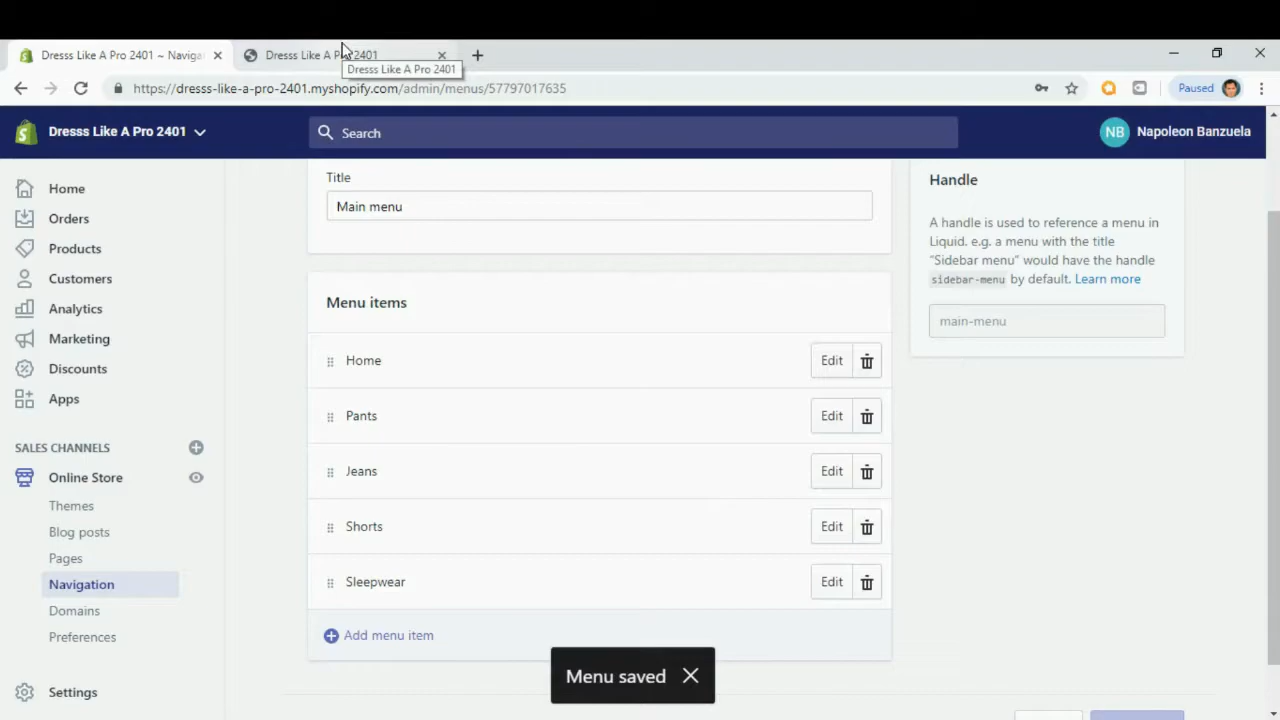 Dresss Like A Pro 2401 ~ Naviga
Dresss Like A Pro 2401
Dresss Like A Pro 2401
https://dresss-like-a-pro-2401.myshopify.com/admin/menus/57797017635
Paused
Dresss Like A Pro 2401
Search
NB Napoleon Banzuela
Home
Orders
Products
Customers
Analytics
Marketing
Discounts
Apps
SALES CHANNELS
Online Store
Themes
Blog posts
Pages
Navigation
Domains
Preferences
Settings
Title
Main menu
Menu items
Home Edit
Pants Edit
Jeans Edit
Shorts Edit
Sleepwear Edit
Add menu item
Menu saved
Handle
A handle is used to reference a menu in
Liquid. e.g. a menu with the title
“Sidebar menu” would have the handle
sidebar-menu by default. Learn more
main-menu